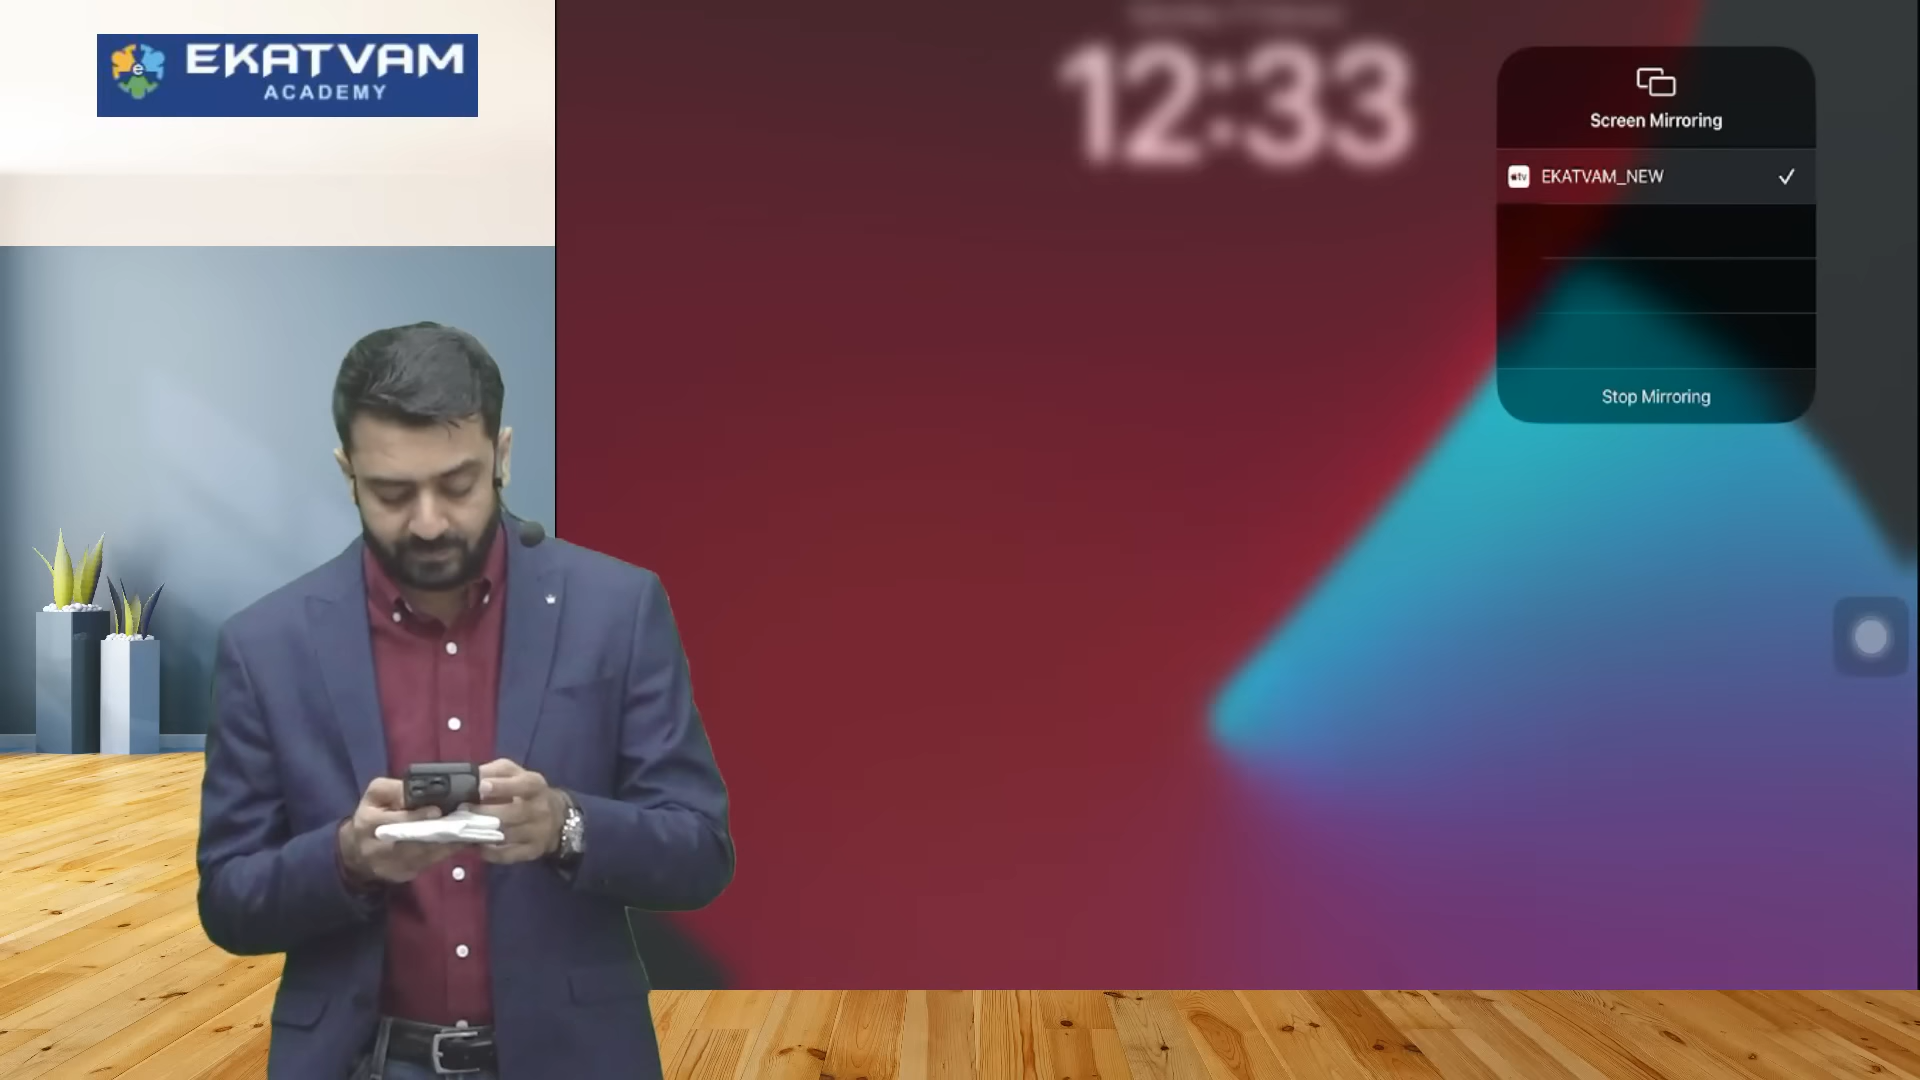 EKATVAM
ACADEMY
12:33
Screen Mirroring
EKATVAM_NEW
Stop Mirroring